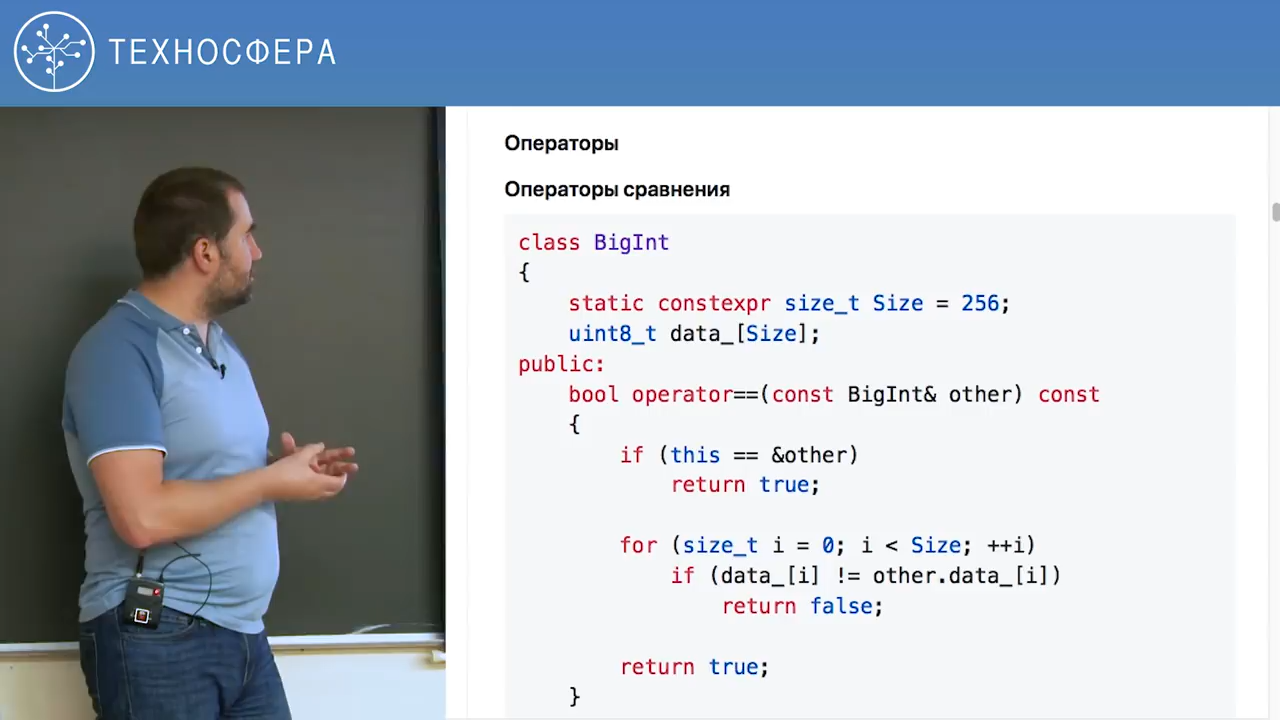 ТЕХНОСФЕРА
Операторы
Операторы сравнения
class BigInt
{
    static constexpr size_t Size = 256;
    uint8_t data_[Size];
public:
    bool operator==(const BigInt& other) const
    {
        if (this == &other)
            return true;

        for (size_t i = 0; i < Size; ++i)
            if (data_[i] != other.data_[i])
                return false;

        return true;
    }